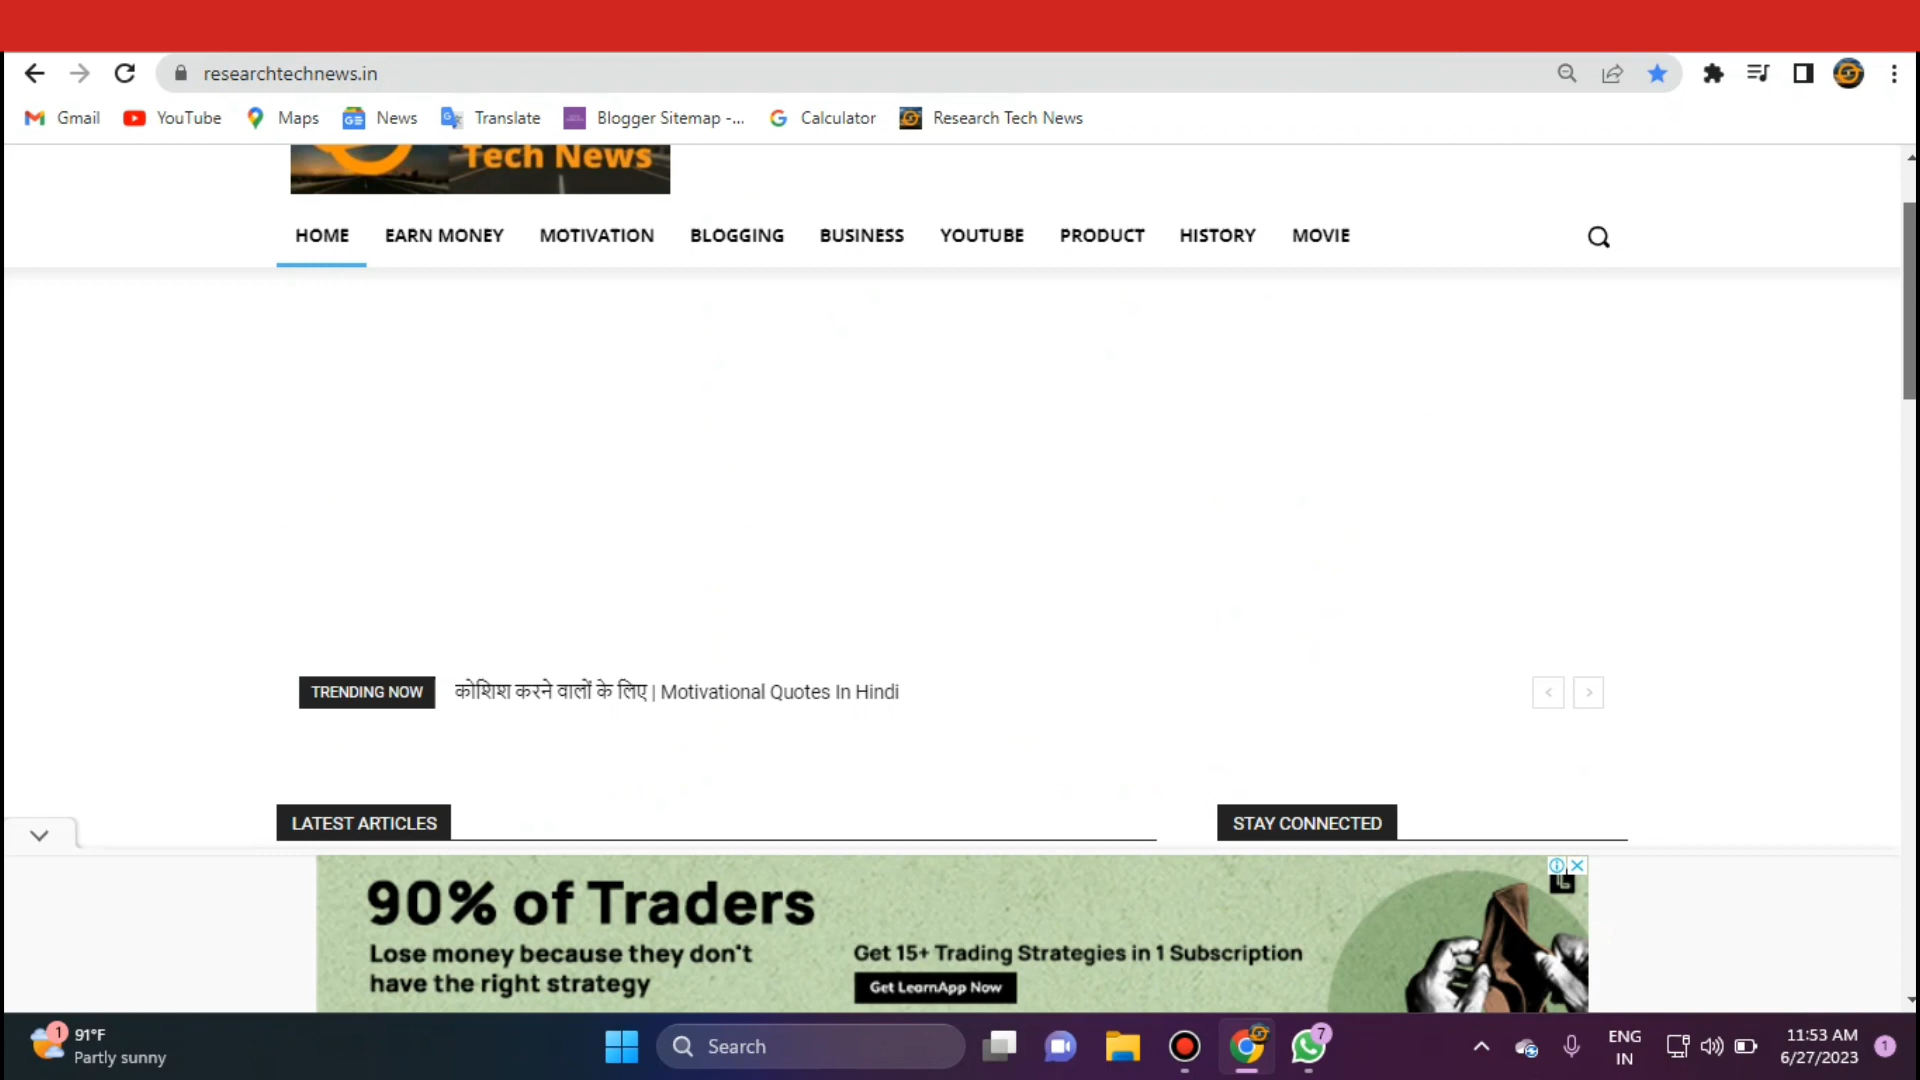 researchtechnews.in
Gmail YouTube Maps News Translate Blogger Sitemap -... Calculator Research Tech News
Tech News
HOME EARN MONEY MOTIVATION BLOGGING BUSINESS YOUTUBE PRODUCT HISTORY MOVIE
TRENDING NOW कोशिश करने वालों के लिए | Motivational Quotes In Hindi
LATEST ARTICLES STAY CONNECTED
90% of Traders
Lose money because they don't
have the right strategy
Get 15+ Trading Strategies in 1 Subscription
Get LearnApp Now
1 91°F
Partly sunny
Search
7
ENG
IN
11:53 AM
6/27/2023
1